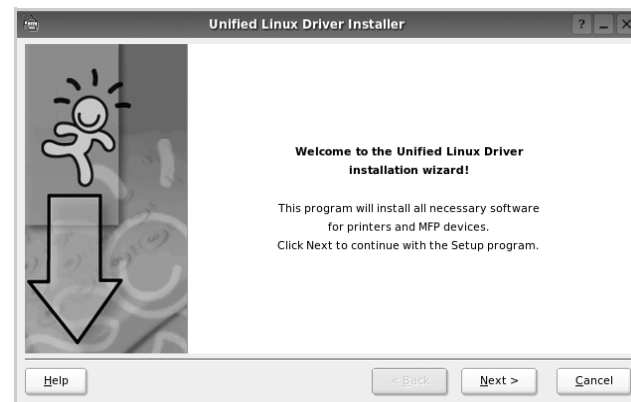 Unified Linux Driver Installer
Welcome to the Unified Linux Driver
installation wizard!
This program will install all necessary software
for printers and MFP devices.
Click Next to continue with the Setup program.
Help
< Back
Next >
Cancel